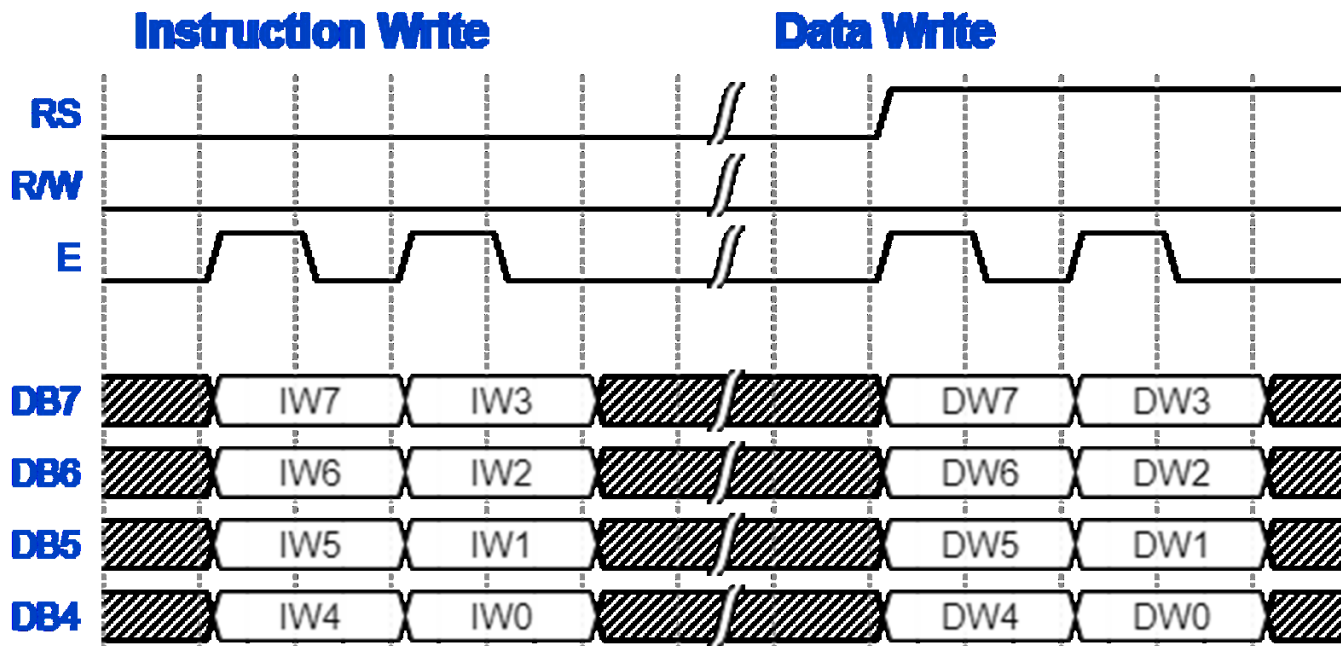 Instruction Write Data Write
RS
R/W
E
DB7 IW7 IW3 DW7 DW3
DB6 IW6 IW2 DW6 DW2
DB5 IW5 IW1 DW5 DW1
DB4 IW4 IW0 DW4 DW0